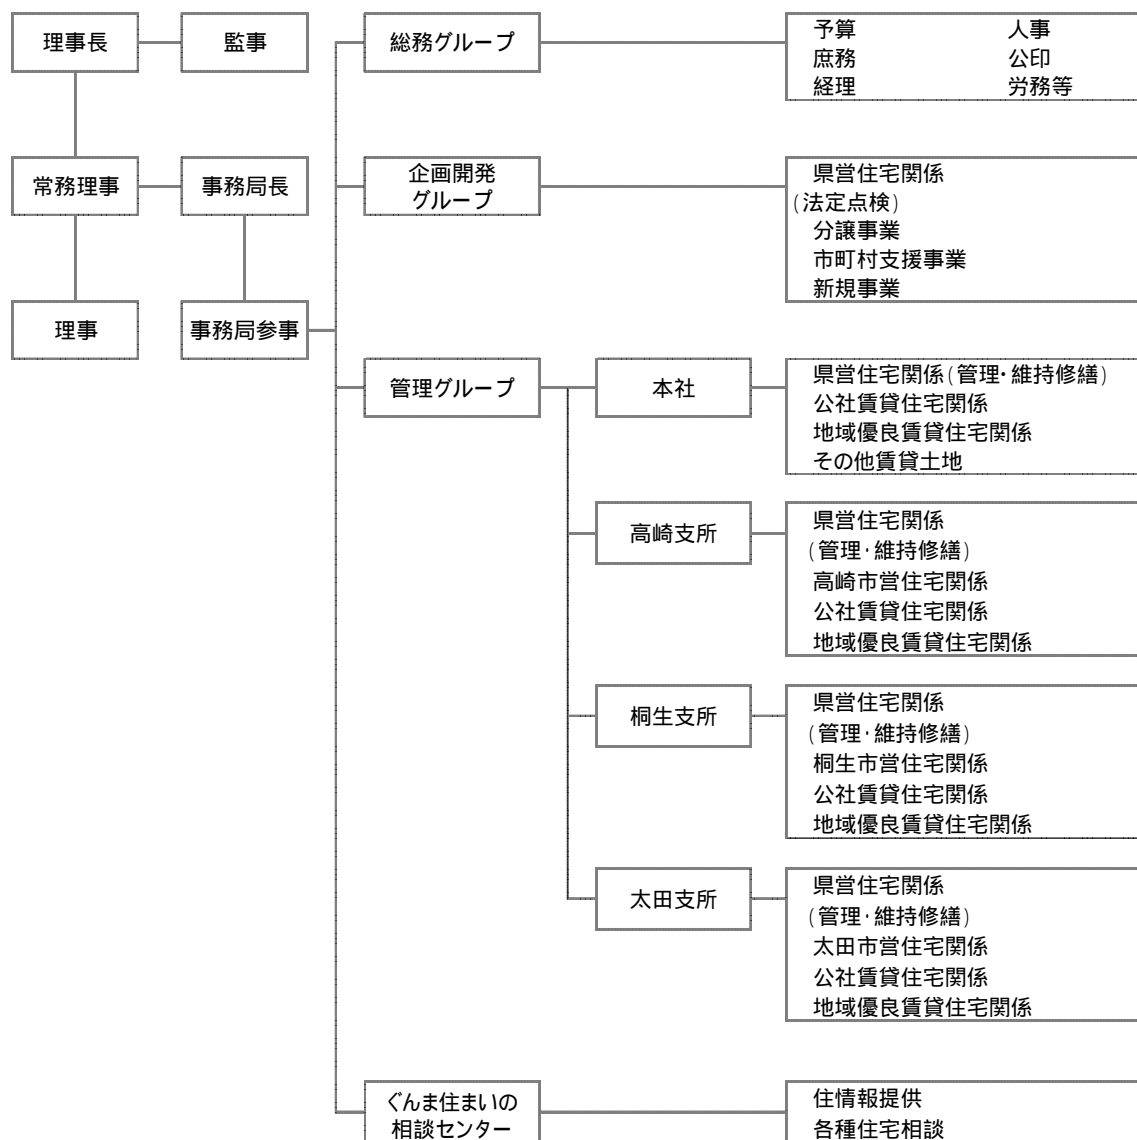 理事長
監事
常務理事
事務局長
理事
事務局参事
総務グループ
予算 人事
庶務 公印
経理 労務等
企画開発
グループ
県営住宅関係
(法定点検)
分譲事業
市町村支援事業
新規事業
管理グループ
本社
県営住宅関係(管理・維持修繕)
公社賃貸住宅関係
地域優良賃貸住宅関係
その他賃貸土地
高崎支所
県営住宅関係
(管理・維持修繕)
高崎市営住宅関係
公社賃貸住宅関係
地域優良賃貸住宅関係
桐生支所
県営住宅関係
(管理・維持修繕)
桐生市営住宅関係
公社賃貸住宅関係
地域優良賃貸住宅関係
太田支所
県営住宅関係
(管理・維持修繕)
太田市営住宅関係
公社賃貸住宅関係
地域優良賃貸住宅関係
ぐんま住まいの
相談センター
住情報提供
各種住宅相談